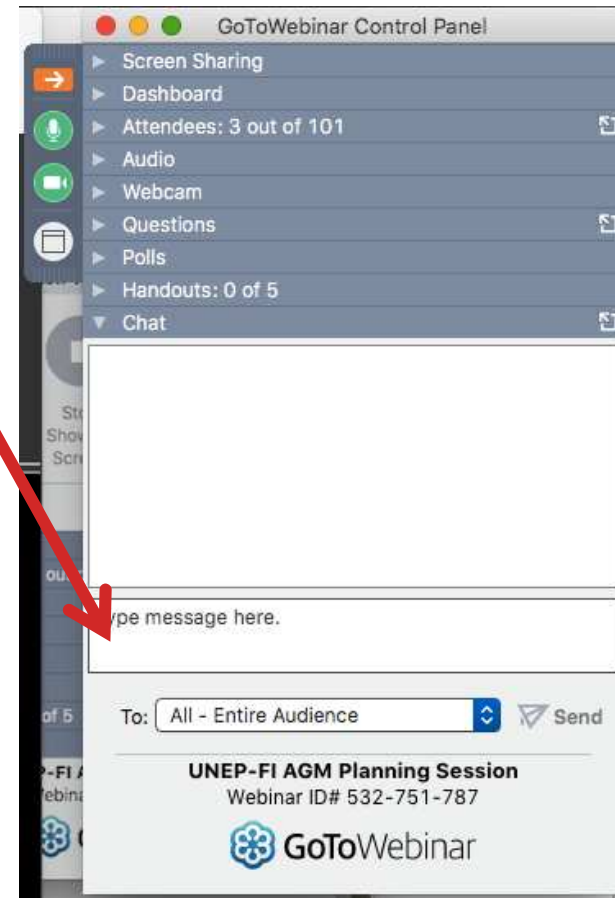 GoToWebinar Control Panel
Screen Sharing
Dashboard
Attendees: 3 out of 101
Audio
Webcam
Questions
Polls
Handouts: 0 of 5
Chat
ype message here.
of 5
To: All - Entire Audience Send
UNEP-FI AGM Planning Session
Webinar ID# 532-751-787
GoToWebinar